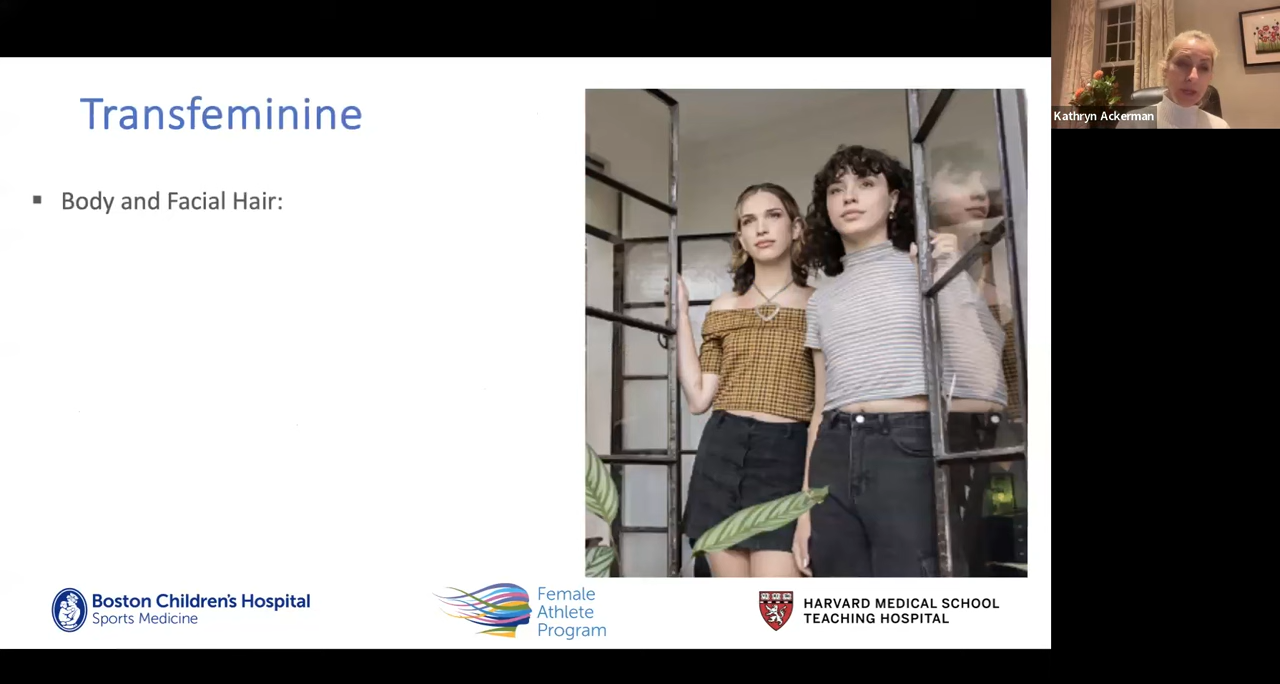 Transfeminine
Body and Facial Hair:
Kathryn Ackerman
Boston Children's Hospital
Sports Medicine
Female
Athlete
Program
HARVARD MEDICAL SCHOOL
TEACHING HOSPITAL